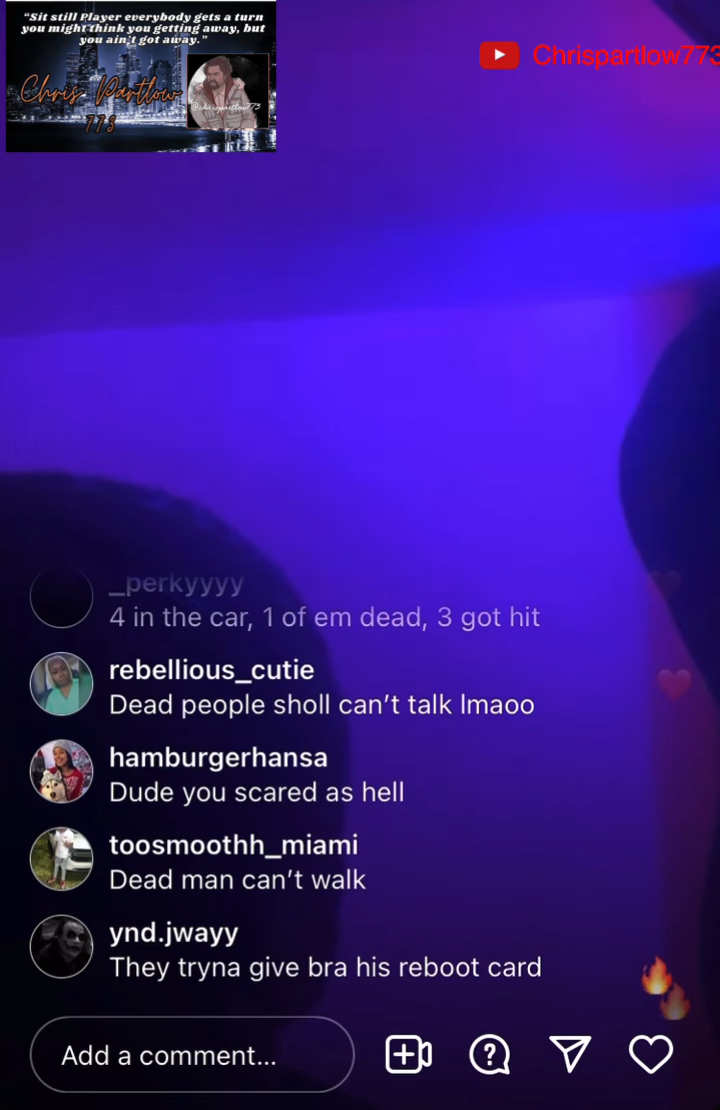 “Sit still Player everybody gets a turn
you might think you getting away, but
you ain't got away.”
Chris Partlow
773
@chrispartlow773
Chrispartlow773
_perkyyyy
4 in the car, 1 of em dead, 3 got hit
rebellious_cutie
Dead people sholl can’t talk lmaoo
hamburgerhansa
Dude you scared as hell
toosmoothh_miami
Dead man can’t walk
ynd.jwayy
They tryna give bra his reboot card
Add a comment...